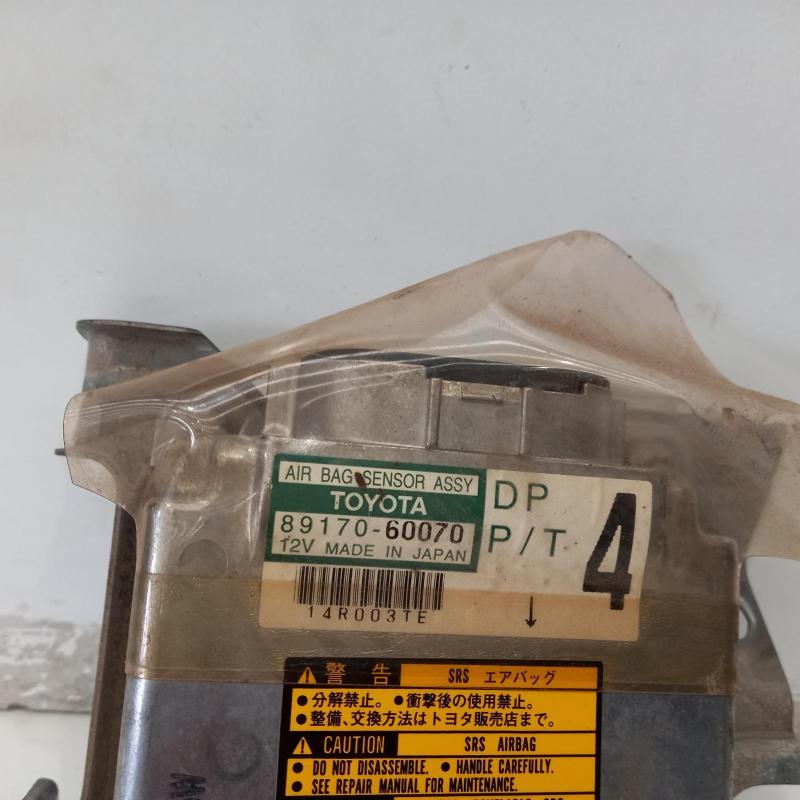 AIR BAG SENSOR ASSY
TOYOTA
89170-60070
12V MADE IN JAPAN
DP
P/T
4
14R003TE
警告 SRS エアバッグ
●分解禁止。●衝撃後の使用禁止。
●整備、交換方法はトヨタ販売店まで。
CAUTION SRS AIRBAG
● DO NOT DISASSEMBLE. ● HANDLE CAREFULLY.
● SEE REPAIR MANUAL FOR MAINTENANCE.